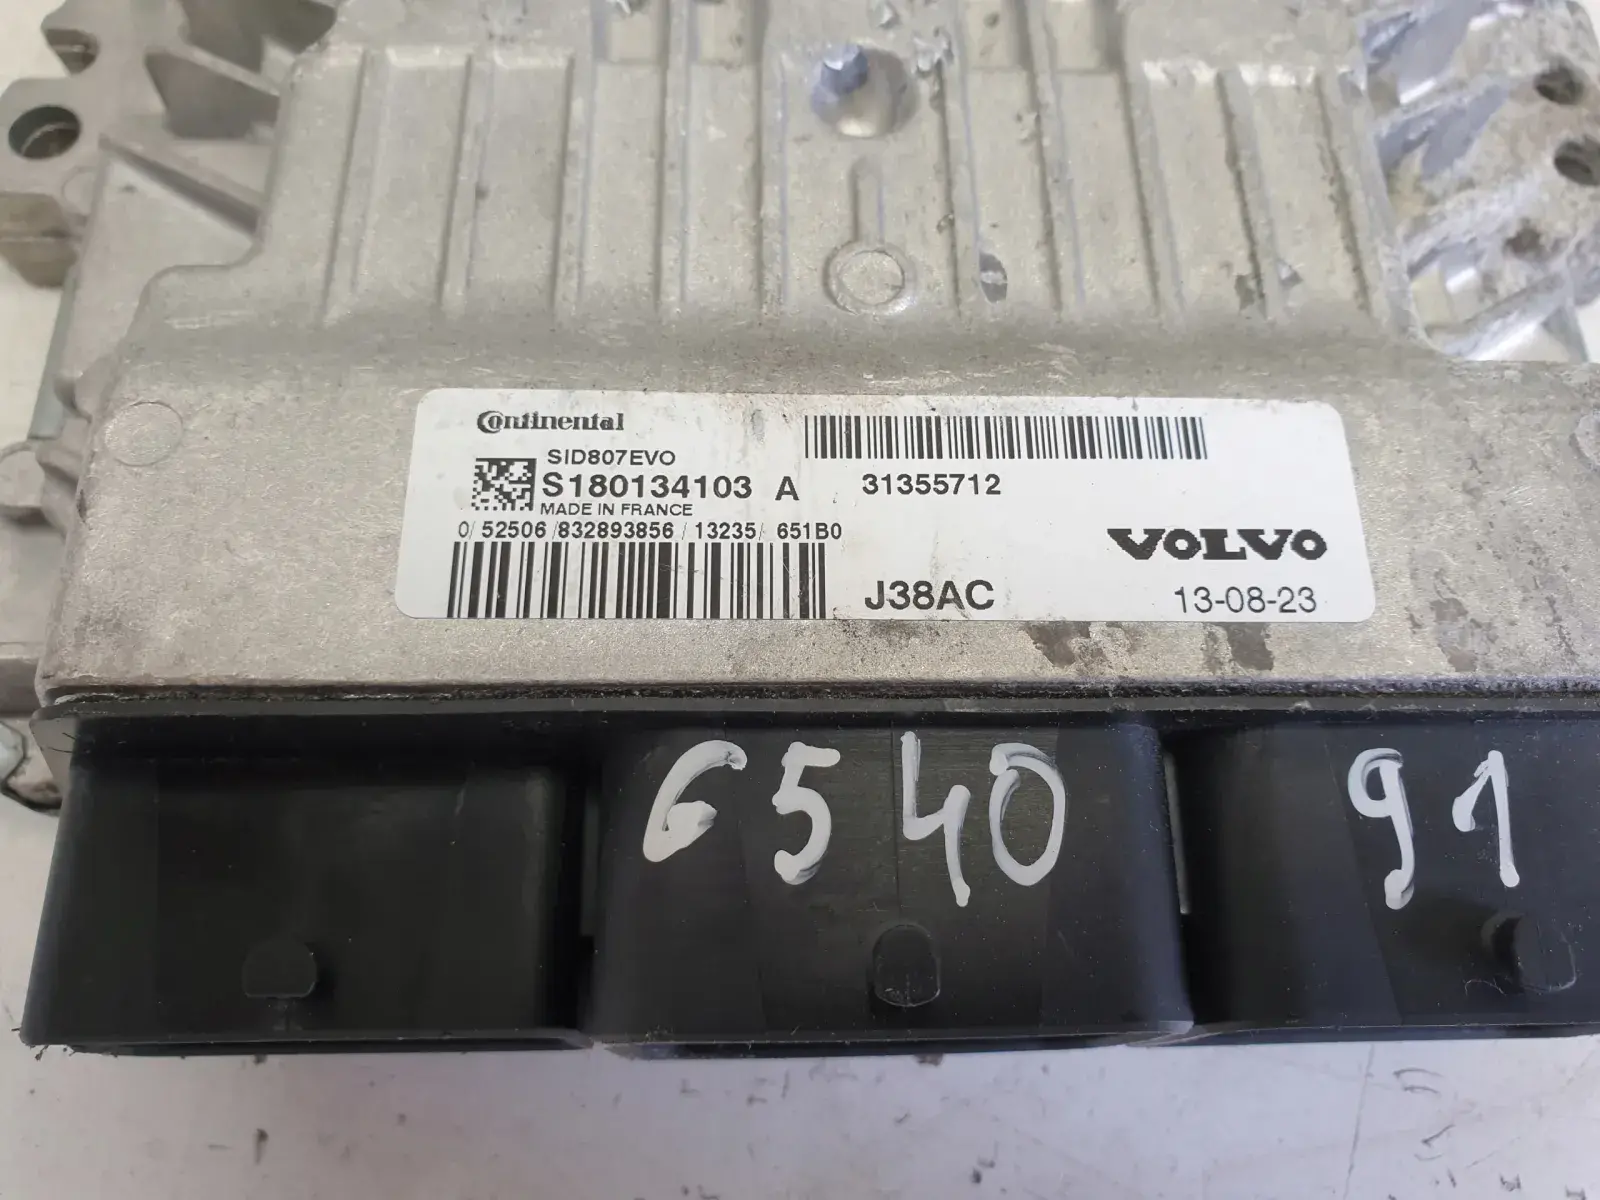 Continental
SID807EVO
S180134103 A 31355712
MADE IN FRANCE
0/ 52506 /832893856 / 13235/ 651B0
VOLVO
J38AC 13-08-23
6540 91